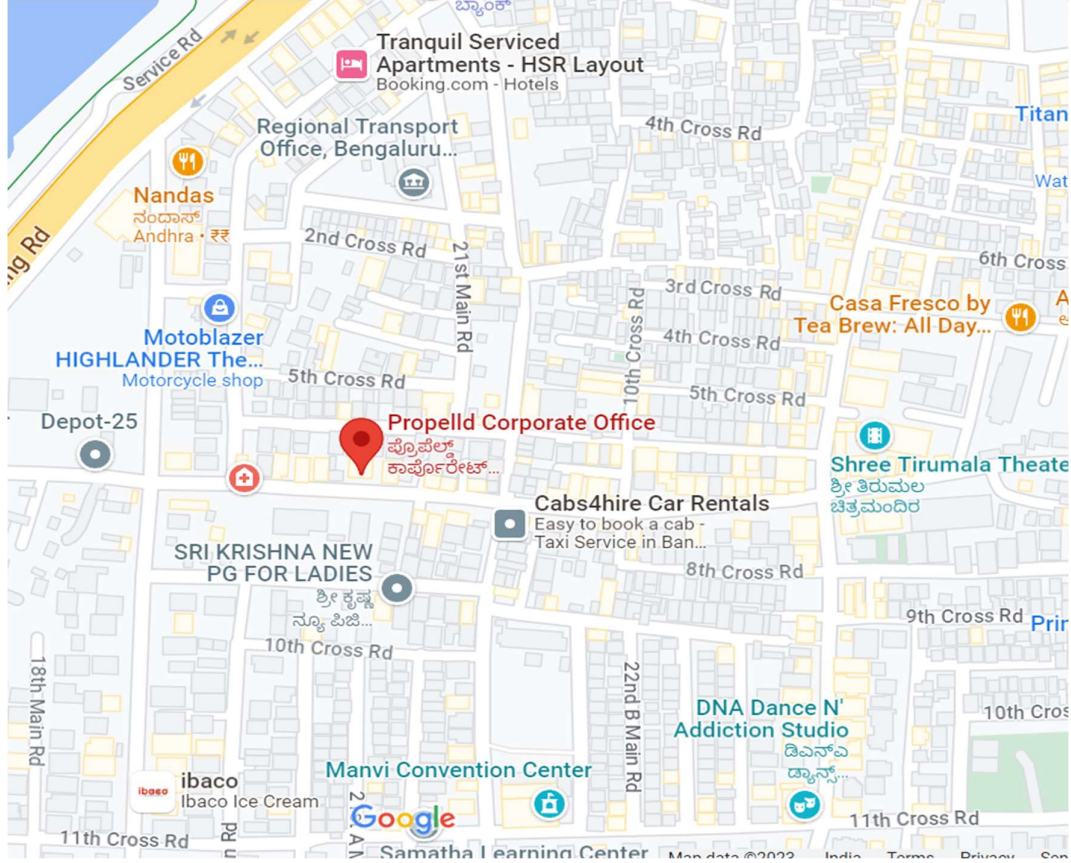 ಬ್ಯಾಂಕ್
Service Rd
Tranquil Serviced
Apartments - HSR Layout
Booking.com - Hotels
Regional Transport
Office, Bengaluru...
4th Cross Rd
Titan
Nandas
ನಂದಾಸ್
Andhra · ₹₹
Wat
2nd Cross Rd
21st Main Rd
6th Cross
ng Rd
3rd Cross Rd
10th Cross Rd
Casa Fresco by
Tea Brew: All Day...
A
Motoblazer
HIGHLANDER The...
Motorcycle shop
4th Cross Rd
5th Cross Rd
5th Cross Rd
Depot-25
Propelld Corporate Office
ಪ್ರೊಪೆಲ್ಡ್
ಕಾರ್ಪೊರೇಟ್...
Shree Tirumala Theate
ಶ್ರೀ ತಿರುಮಲ
ಚಿತ್ರಮಂದಿರ
Cabs4hire Car Rentals
Easy to book a cab -
Taxi Service in Ban...
SRI KRISHNA NEW
PG FOR LADIES
ಶ್ರೀ ಕೃಷ್ಣ
ನ್ಯೂ ಪಿಜಿ...
8th Cross Rd
9th Cross Rd
Prin
10th Cross Rd
18th Main Rd
22nd B Main Rd
DNA Dance N'
Addiction Studio
ಡಿಎನ್ಎ
ಡ್ಯಾನ್ಸ್...
10th Cros
Manvi Convention Center
ibaco
ibaco
Ibaco Ice Cream
Google
11th Cross Rd
n Rd
11th Cross Rd
Samatha Learning Center
Map data ©2023
India
Terms
Privacy